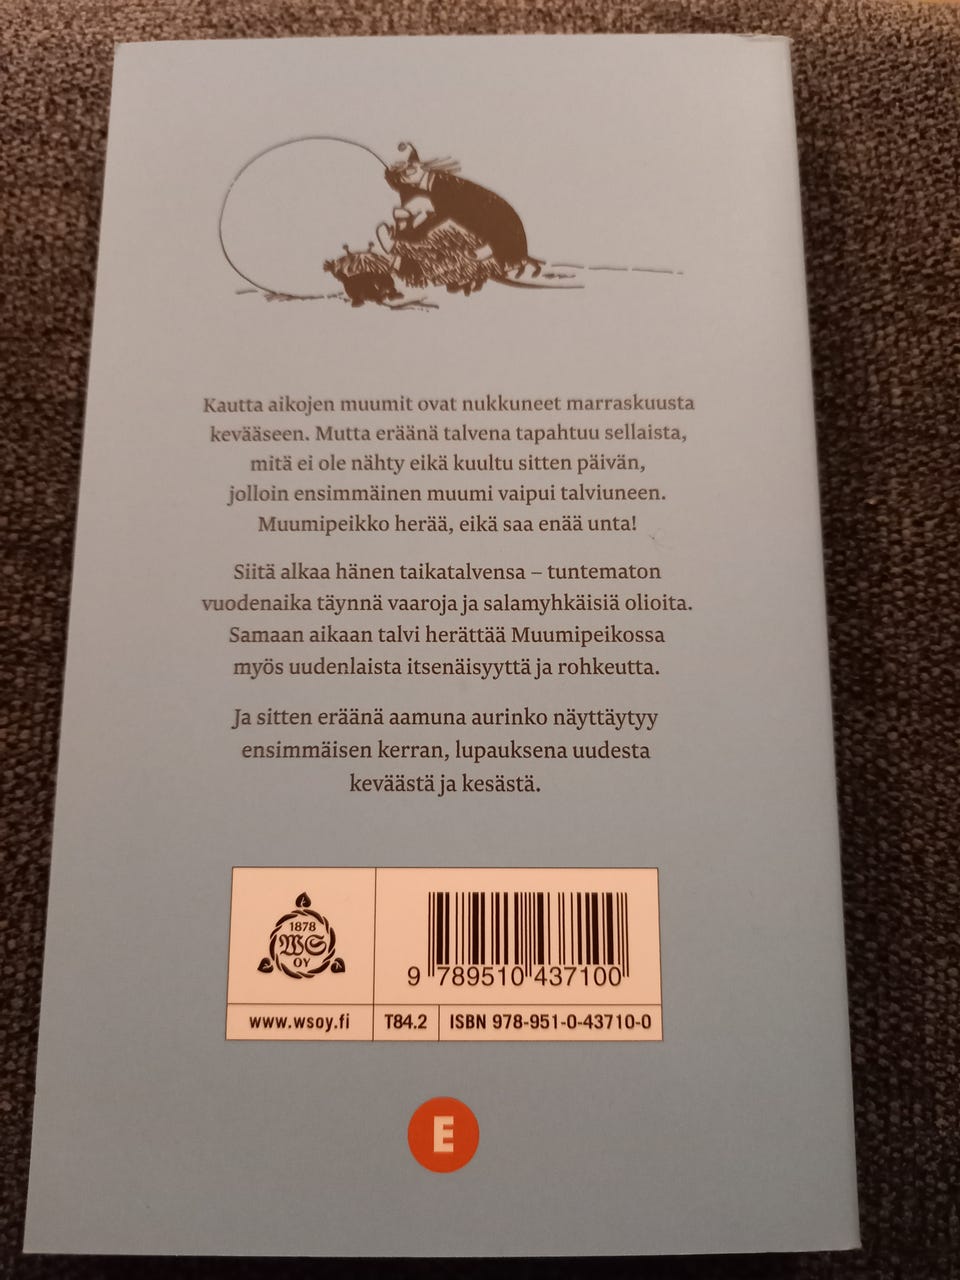 Kautta aikojen muumit ovat nukkuneet marraskuusta
kevääseen. Mutta eräänä talvena tapahtuu sellaista,
mitä ei ole nähty eikä kuultu sitten päivän,
jolloin ensimmäinen muumi vaipui talviuneen.
Muumipeikko herää, eikä saa enää unta!
Siitä alkaa hänen taikatalvensa – tuntematon
vuodenaika täynnä vaaroja ja salamyhkäisiä olioita.
Samaan aikaan talvi herättää Muumipeikossa
myös uudenlaista itsenäisyyttä ja rohkeutta.
Ja sitten eräänä aamuna aurinko näyttäytyy
ensimmäisen kerran, lupauksena uudesta
keväästä ja kesästä.
1878
WS
OY
9 789510 437100
www.wsoy.fi
T84.2
ISBN 978-951-0-43710-0
E